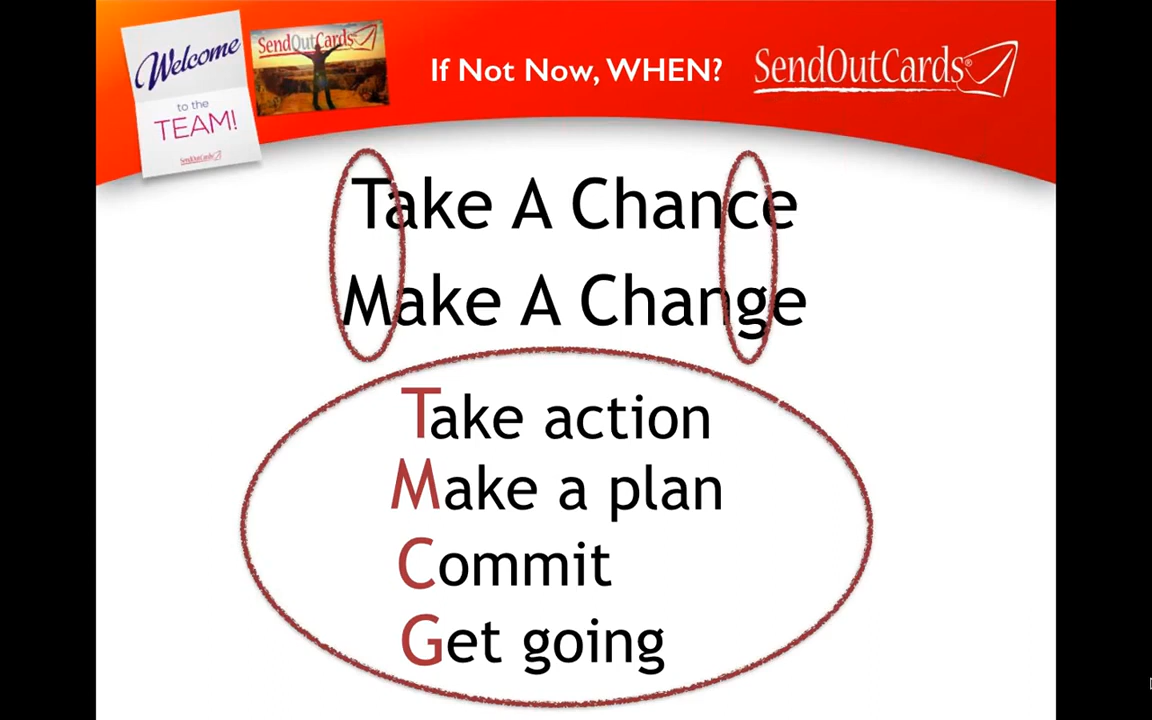 Welcome
to the
TEAM!
SendOutCards
SendOutCards
If Not Now, WHEN?
SendOutCards®
Take A Chance
Make A Change
Take action
Make a plan
Commit
Get going